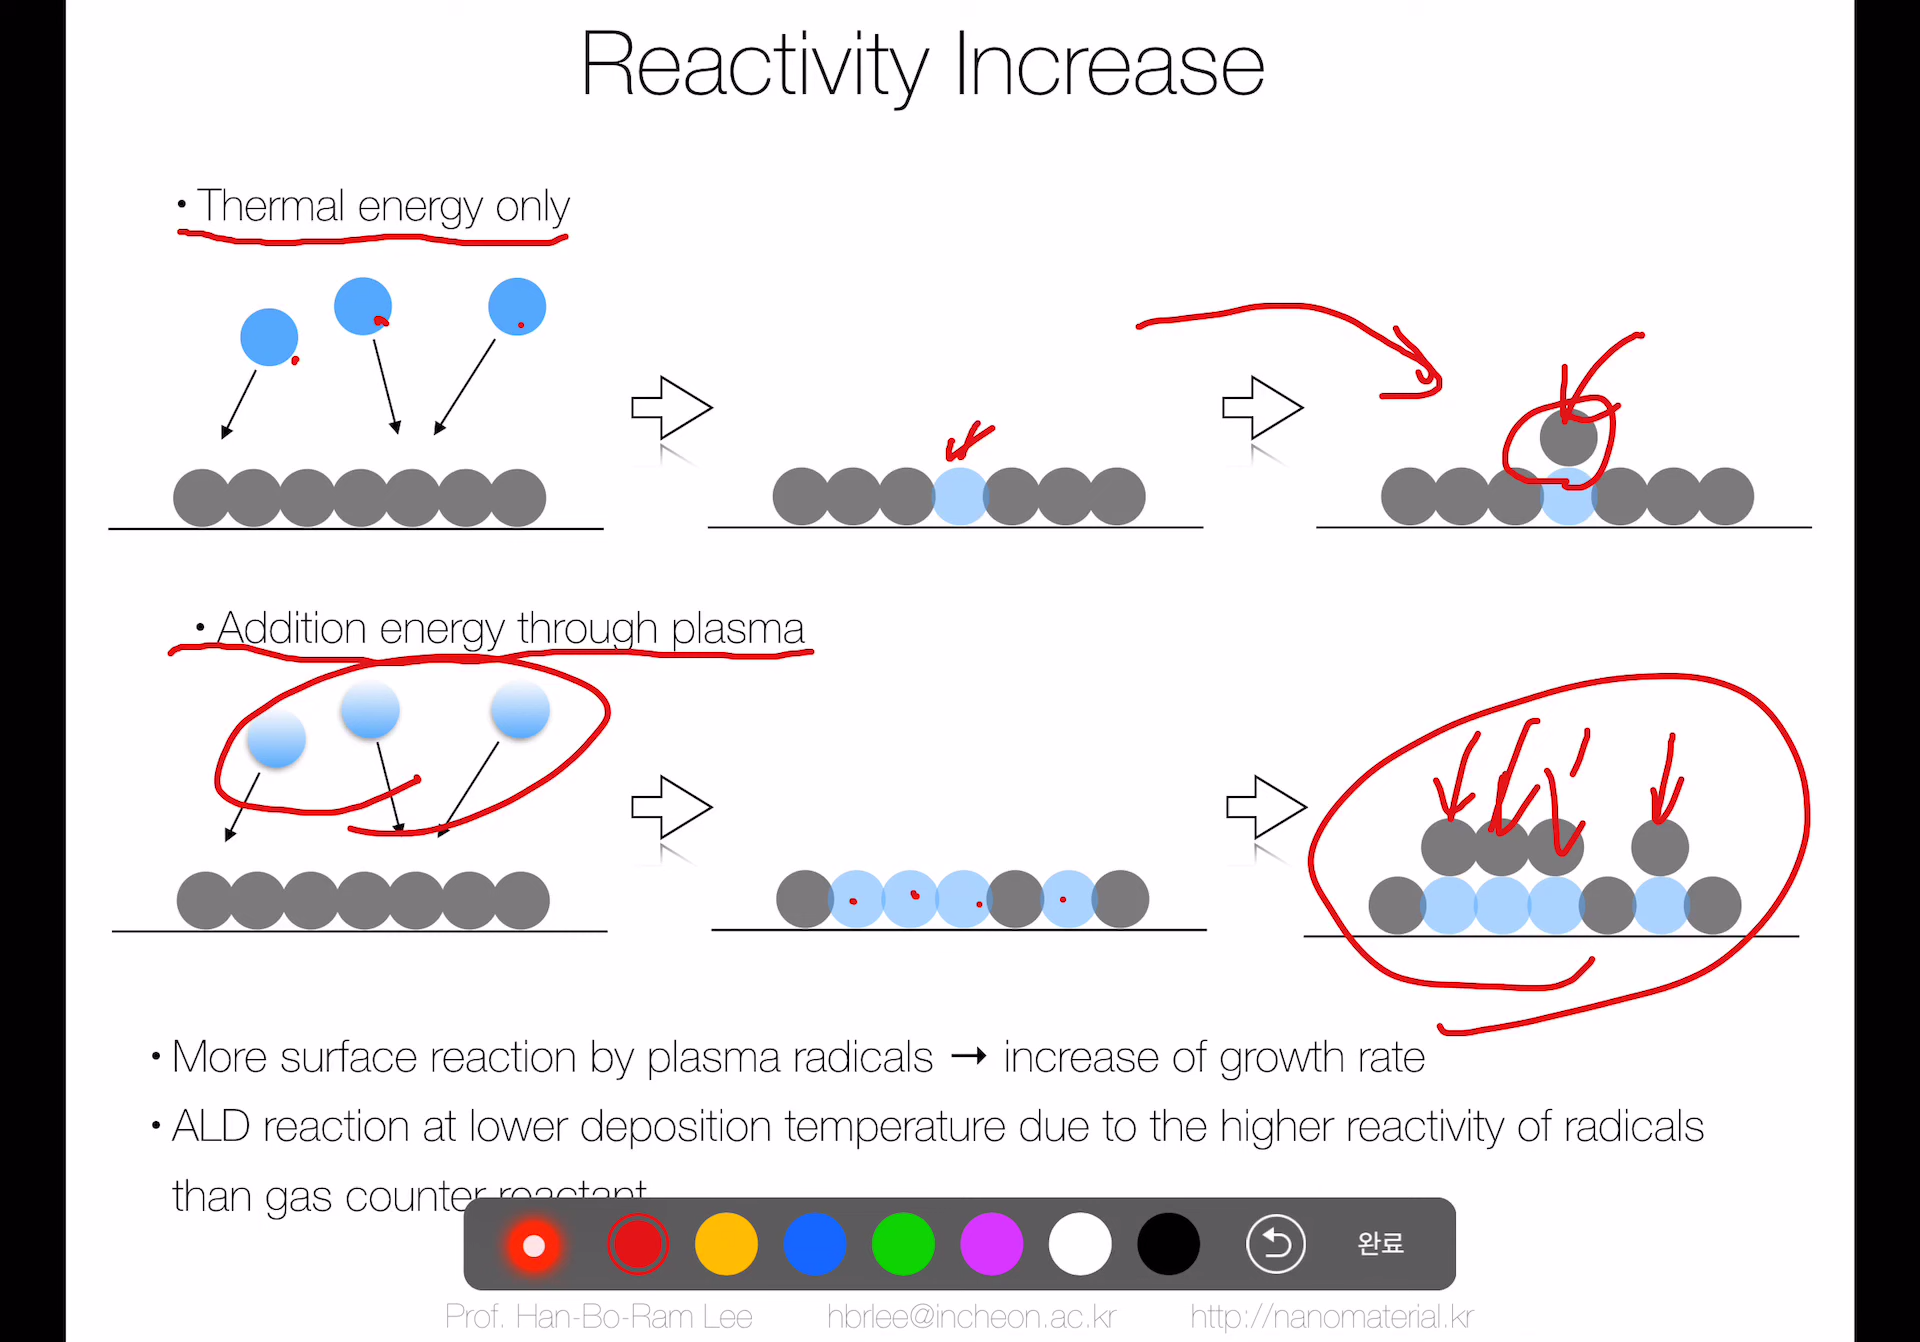 Reactivity Increase
• Thermal energy only
• Addition energy through plasma
• More surface reaction by plasma radicals → increase of growth rate
• ALD reaction at lower deposition temperature due to the higher reactivity of radicals
than gas counter reactant
완료
Prof. Han-Bo-Ram Lee hbrlee@incheon.ac.kr http://nanomaterial.kr